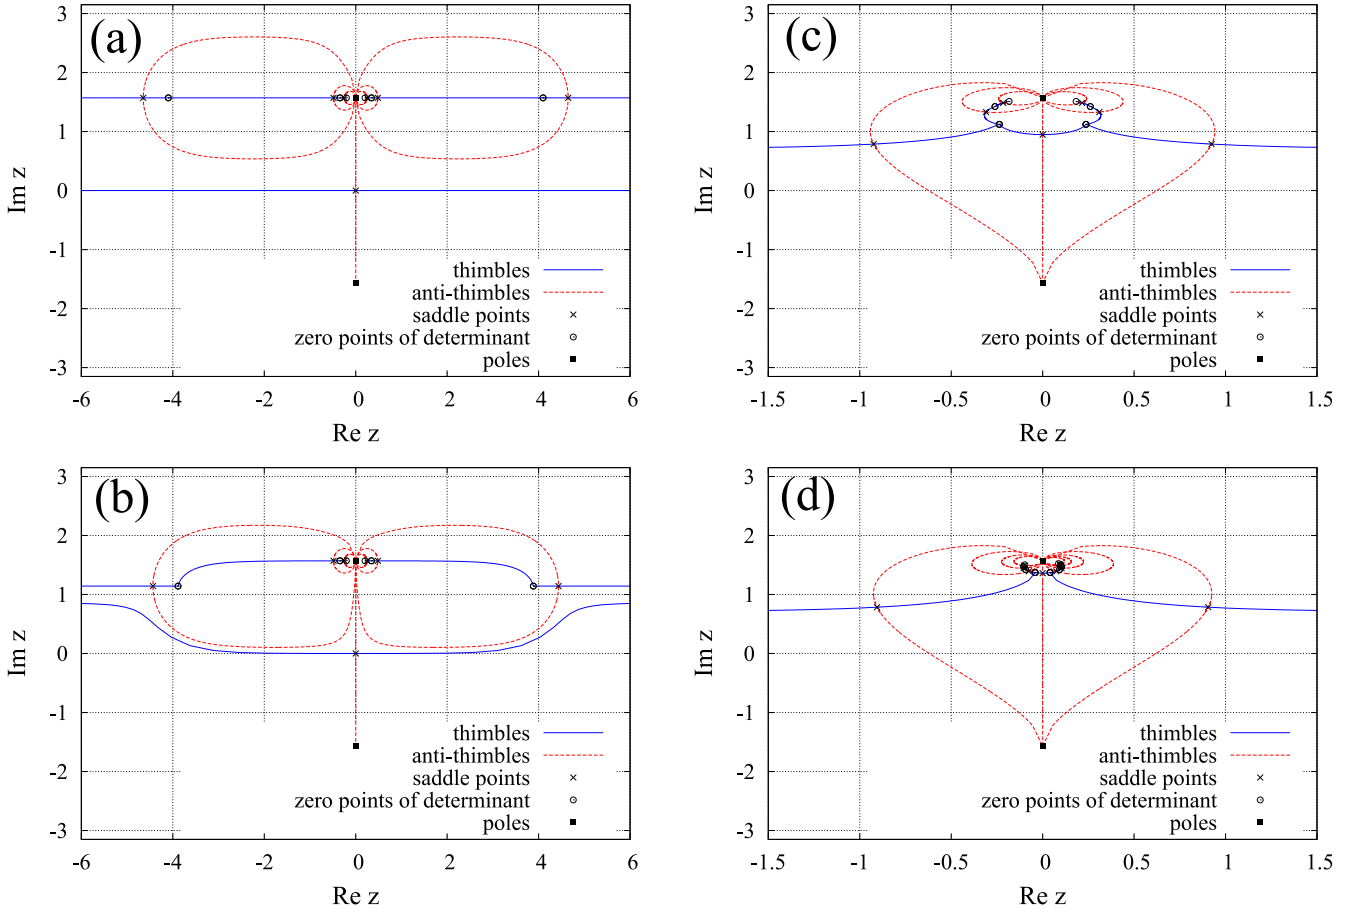 (a)
Im z
3
2
1
0
-1
-2
-3
thimbles
anti-thimbles
saddle points
zero points of determinant
poles
-6 -4 -2 0 2 4 6
Re z
(c)
Im z
3
2
1
0
-1
-2
-3
thimbles
anti-thimbles
saddle points
zero points of determinant
poles
-1.5 -1 -0.5 0 0.5 1 1.5
Re z
(b)
Im z
3
2
1
0
-1
-2
-3
thimbles
anti-thimbles
saddle points
zero points of determinant
poles
-6 -4 -2 0 2 4 6
Re z
(d)
Im z
3
2
1
0
-1
-2
-3
thimbles
anti-thimbles
saddle points
zero points of determinant
poles
-1.5 -1 -0.5 0 0.5 1 1.5
Re z